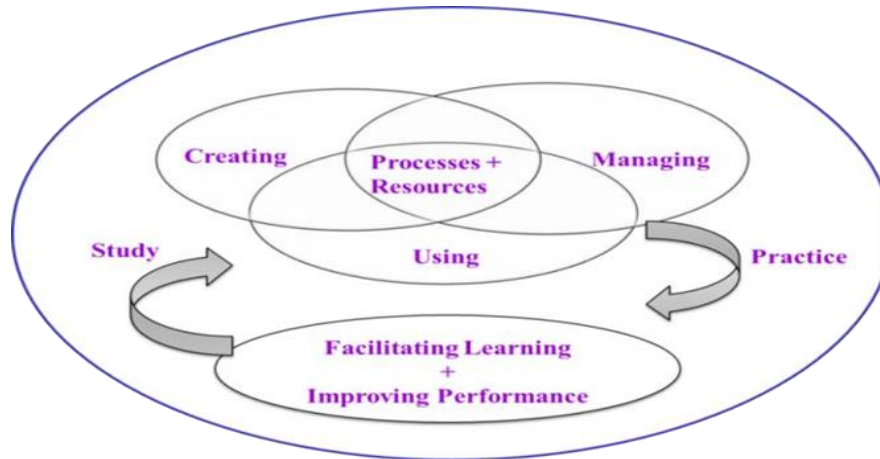 Creating
Processes +
Resources
Managing
Study
Using
Practice
Facilitating Learning
+
Improving Performance